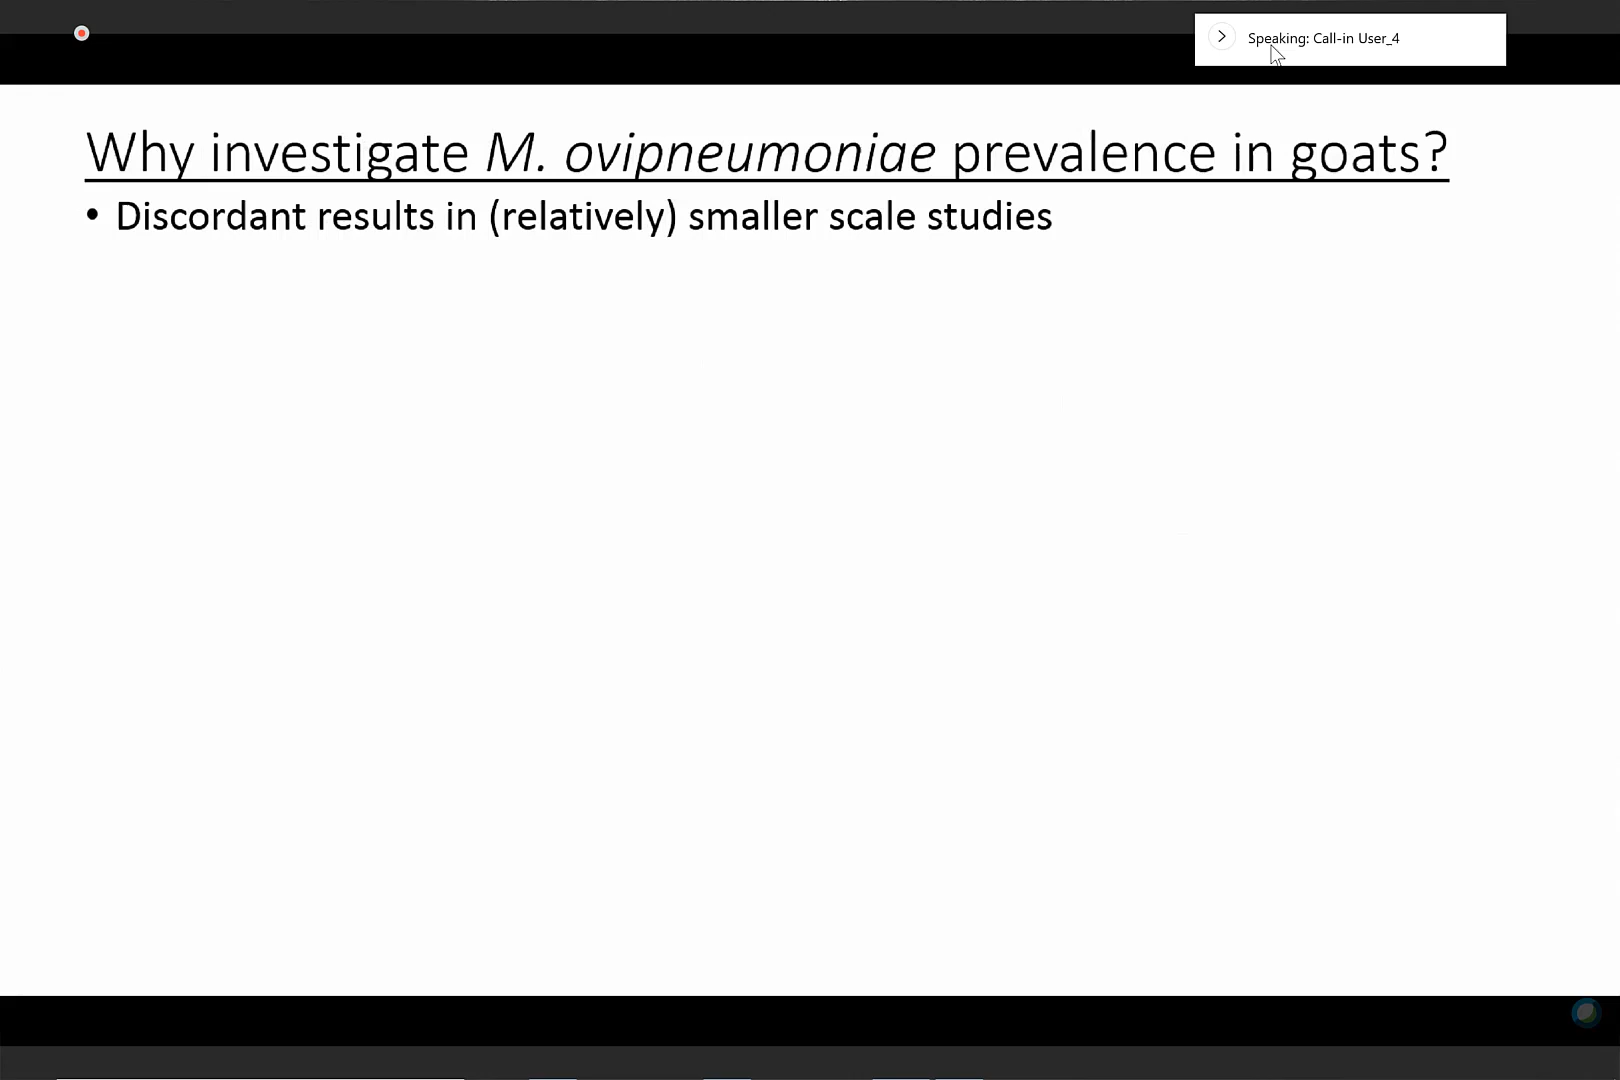 Speaking: Call-in User_4
Why investigate M. ovipneumoniae prevalence in goats?
• Discordant results in (relatively) smaller scale studies